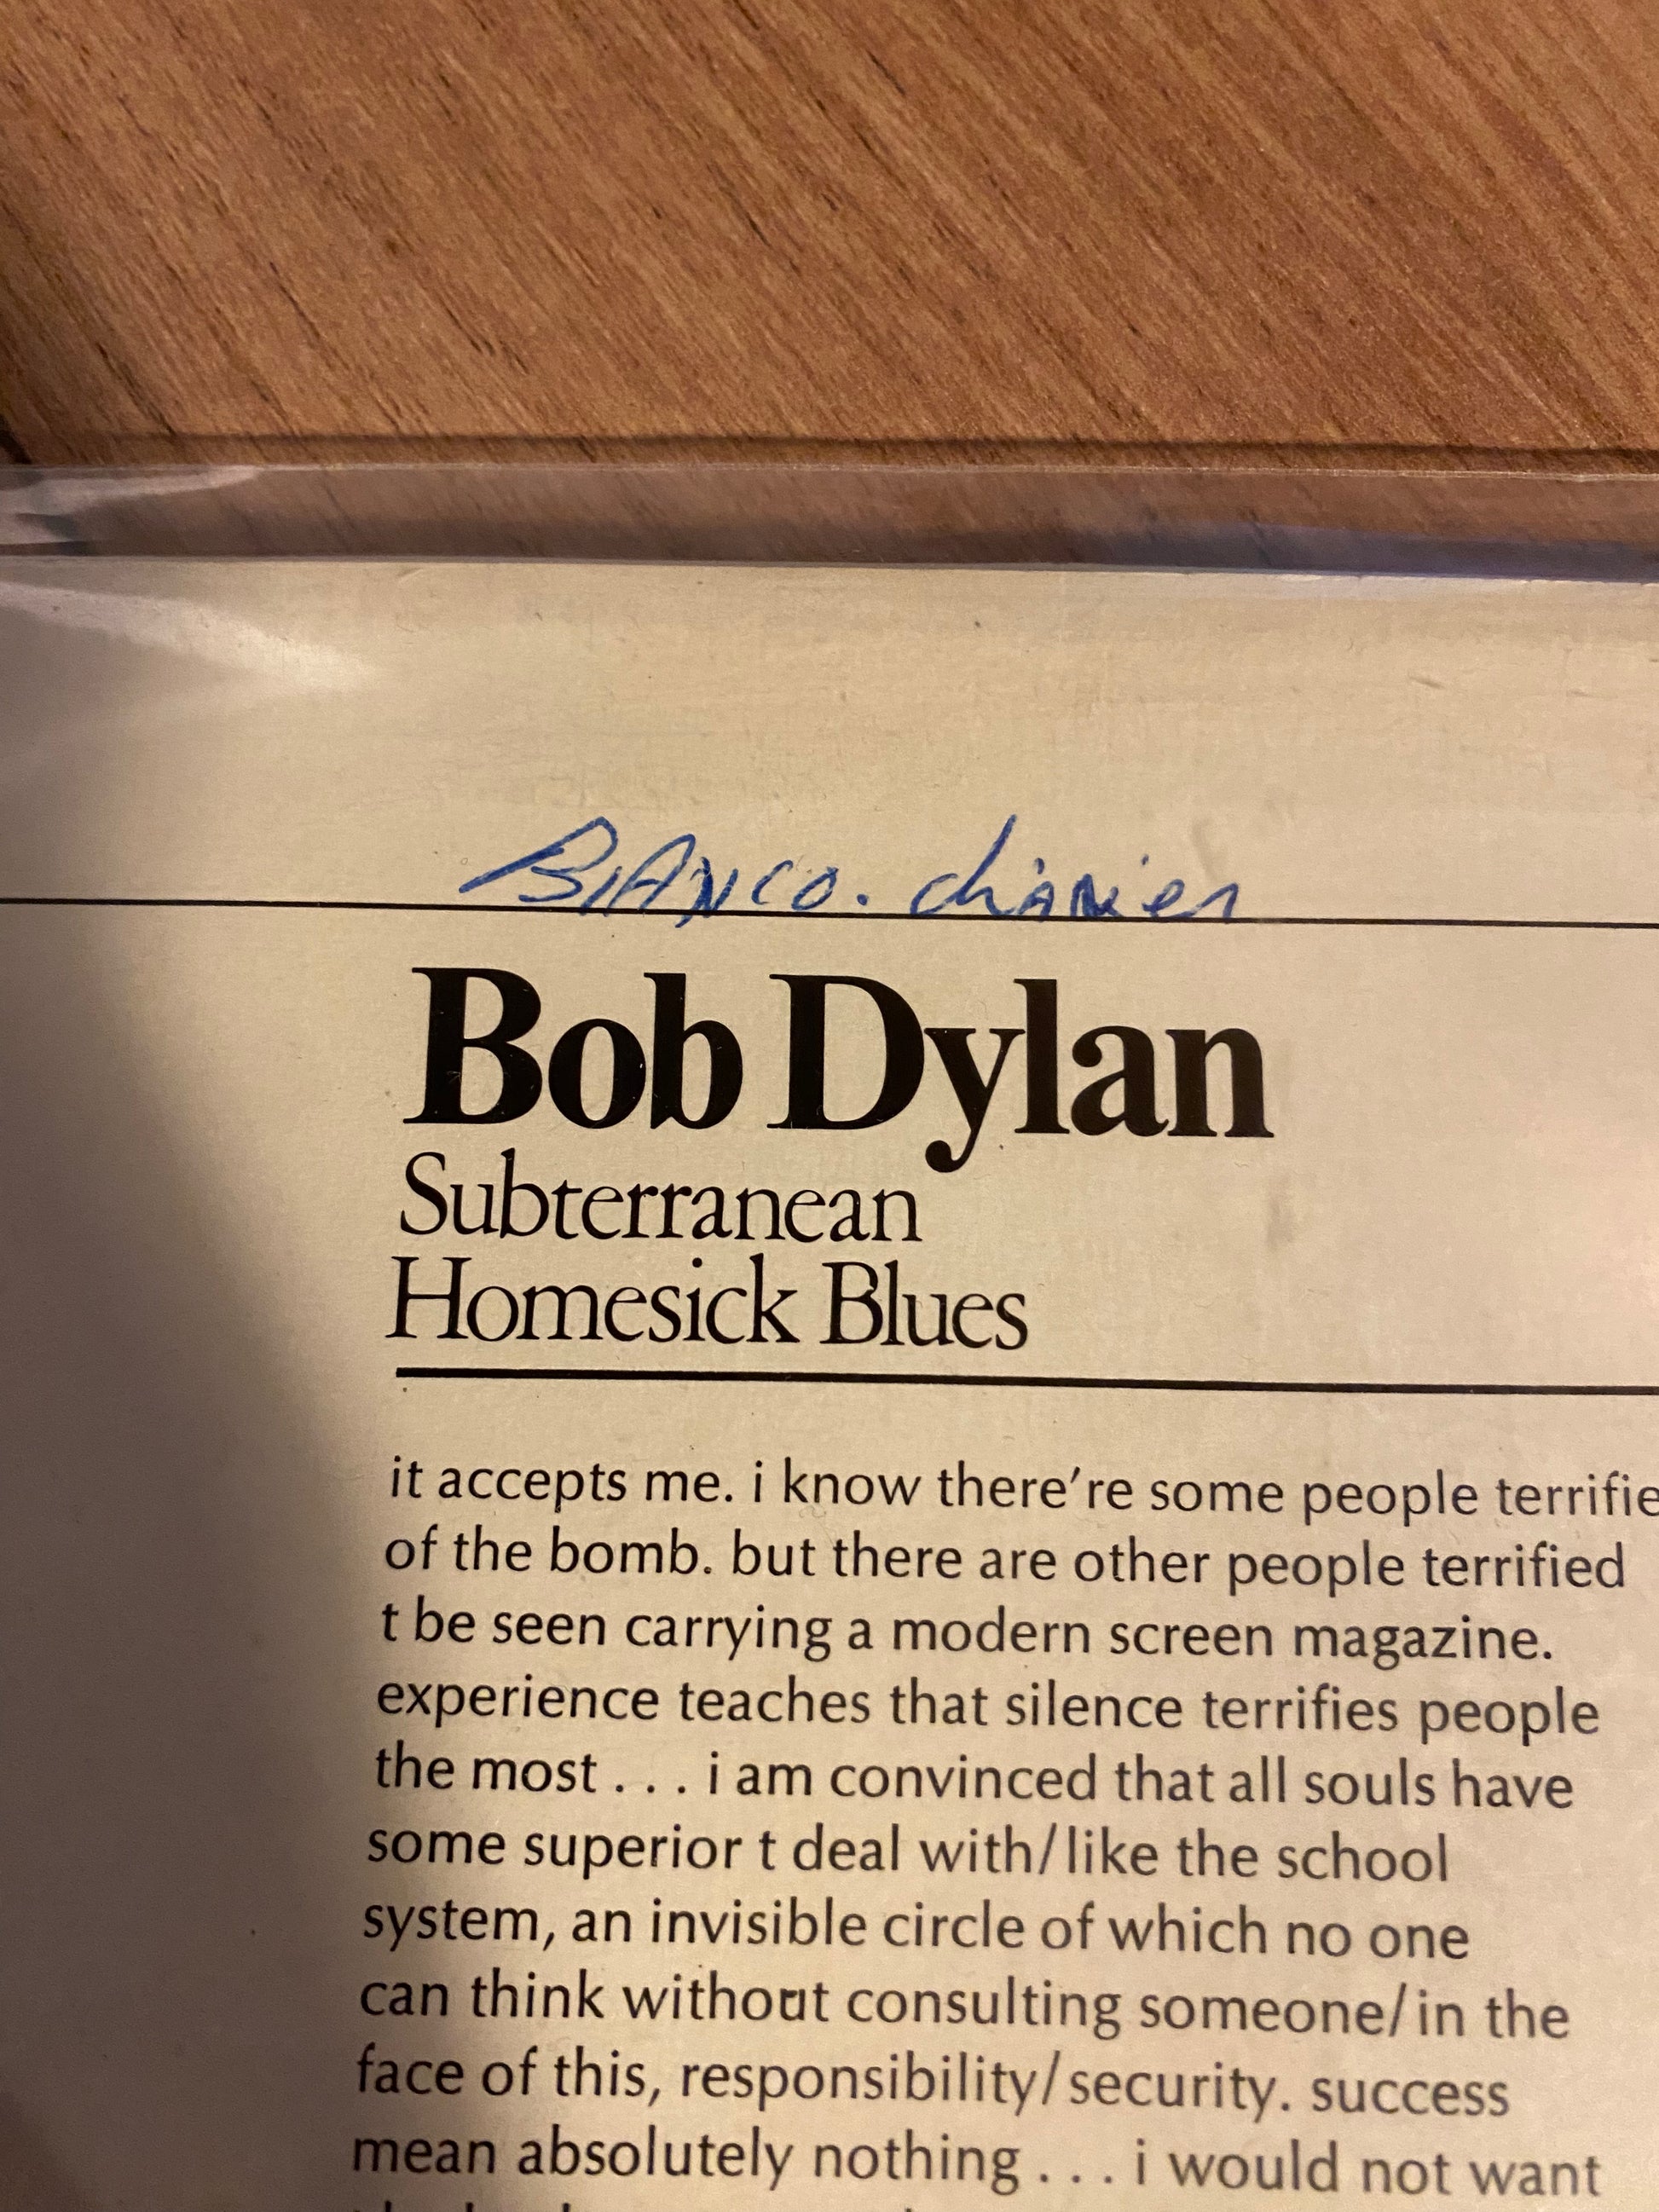 BIANCO.
Bob Dylan
Subterranean
Homesick Blues
it accepts me. i know there're some people terrifie
of the bomb. but there are other people terrified
t be seen carrying a modern screen magazine.
experience teaches that silence terrifies people
the most . . . i am convinced that all souls have
some superior t deal with/like the school
system, an invisible circle of which no one
can think without consulting someone/in the
face of this, responsibility/security. success
mean absolutely nothing . . . i would not want